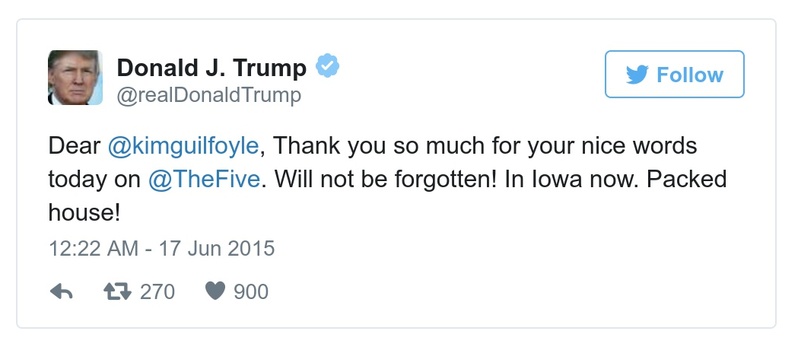 Donald J. Trump
@realDonaldTrump
Follow
Dear @kimguilfoyle, Thank you so much for your nice words
today on @TheFive. Will not be forgotten! In Iowa now. Packed
house!
12:22 AM - 17 Jun 2015
270 900